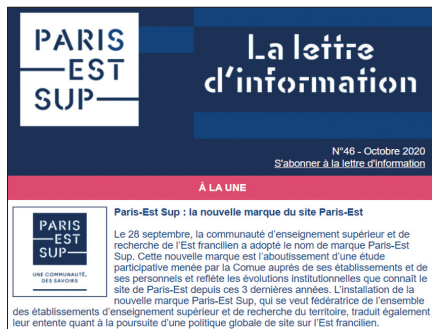 PARIS
EST
SUP
La lettre
d'information
N°46 - Octobre 2020
S'abonner à la lettre d'information
À LA UNE
PARIS
EST
SUP
UNE COMMUNAUTÉ,
DES SAVOIRS
Paris-Est Sup : la nouvelle marque du site Paris-Est
Le 28 septembre, la communauté d'enseignement supérieur et de
recherche de l'Est francilien a adopté le nom de marque Paris-Est
Sup. Cette nouvelle marque est l'aboutissement d'une étude
participative menée par la Comue auprès de ses établissements et de
ses personnels et reflète les évolutions institutionnelles que connaît le
site de Paris-Est depuis ces 3 dernières années. L'installation de la
nouvelle marque Paris-Est Sup, qui se veut fédératrice de l'ensemble
des établissements d'enseignement supérieur et de recherche du territoire, traduit également
leur entente quant à la poursuite d'une politique globale de site sur l'Est francilien.